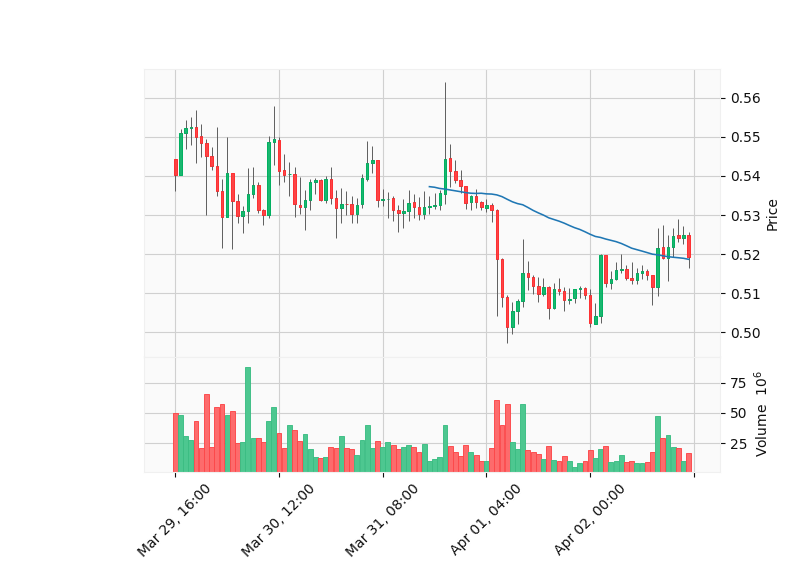 0.56
0.55
0.54
0.53
0.52
0.51
0.50
Price
75
50
25
Volume 10^6
Mar 29, 16:00
Mar 30, 12:00
Mar 31, 08:00
Apr 01, 04:00
Apr 02, 00:00